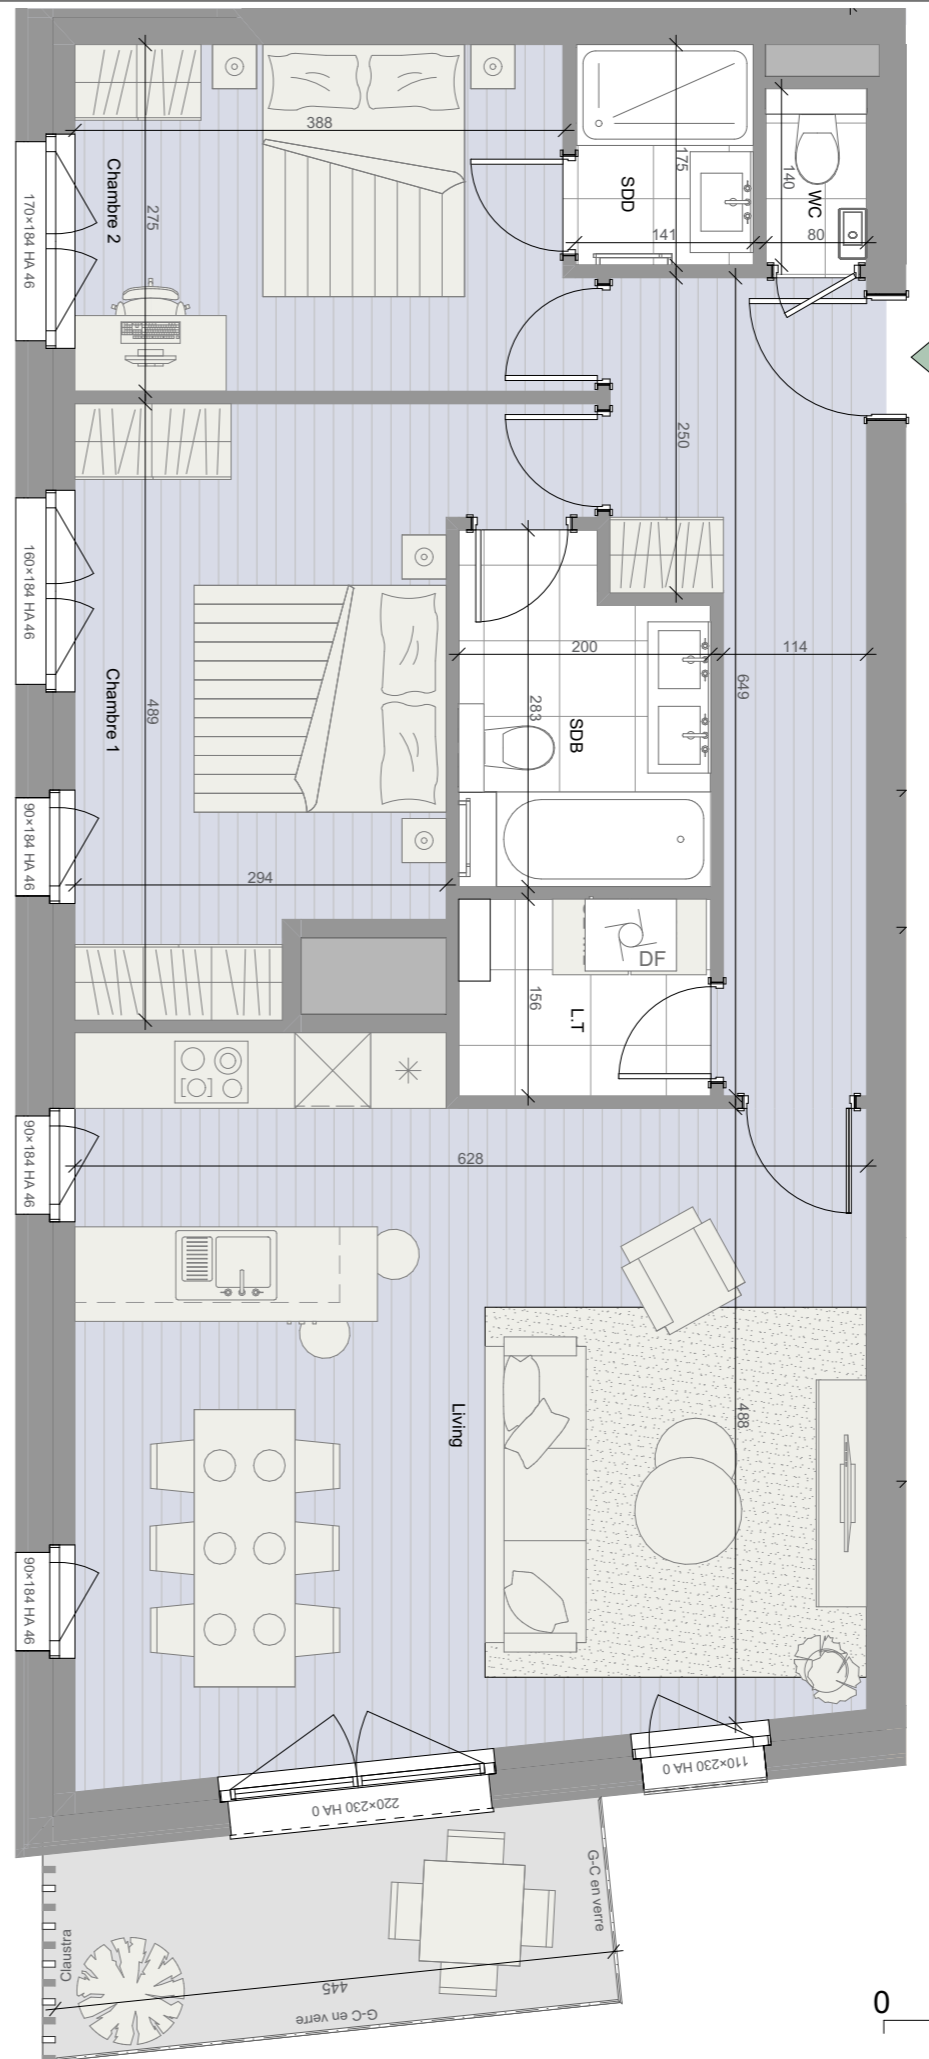 388
Chambre 2
275
170×184 HA 46
SDD
175
141
WC
140
80
250
160×184 HA 46
Chambre 1
489
200
114
649
283
SDB
90×184 HA 46
294
DF
156
L.T
628
90×184 HA 46
Living
488
90×184 HA 46
220×230 HA 0
110×230 HA 0
G-C en verre
Claustra
445
G-C en verre
0